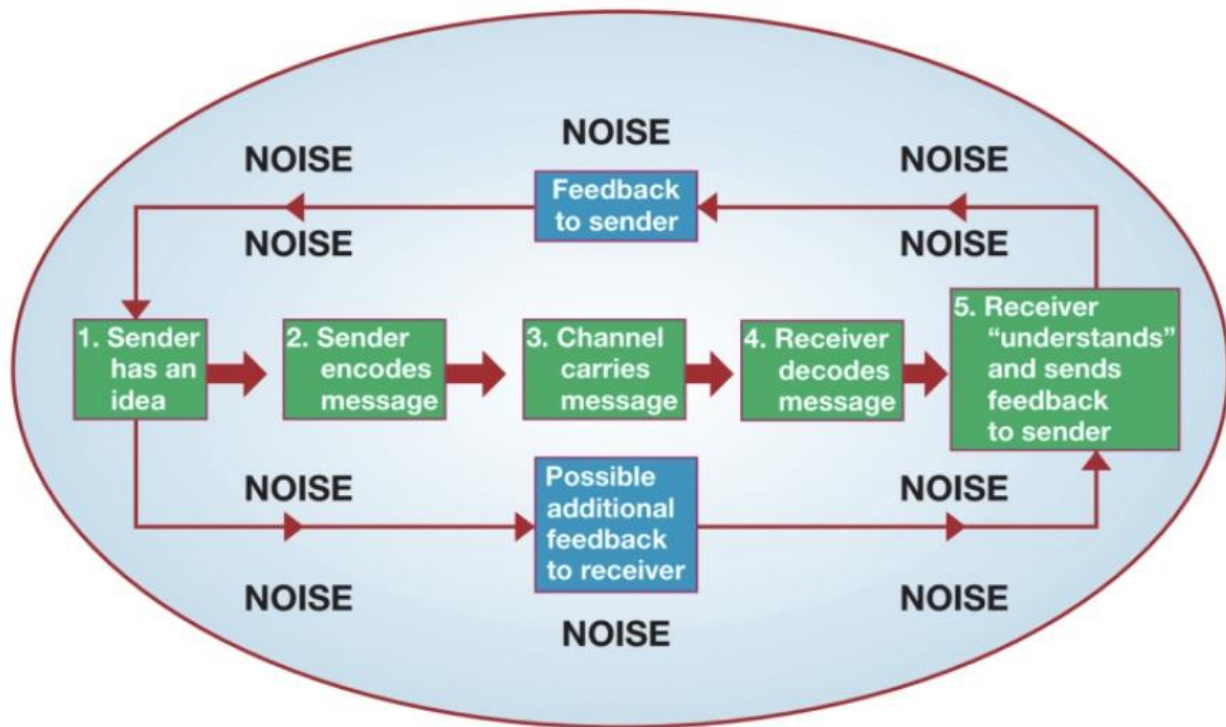 NOISE
NOISE
NOISE
Feedback
to sender
NOISE
NOISE
1. Sender
has an
idea
2. Sender
encodes
message
3. Channel
carries
message
4. Receiver
decodes
message
5. Receiver
“understands”
and sends
feedback
to sender
NOISE
Possible
additional
feedback
to receiver
NOISE
NOISE
NOISE
NOISE